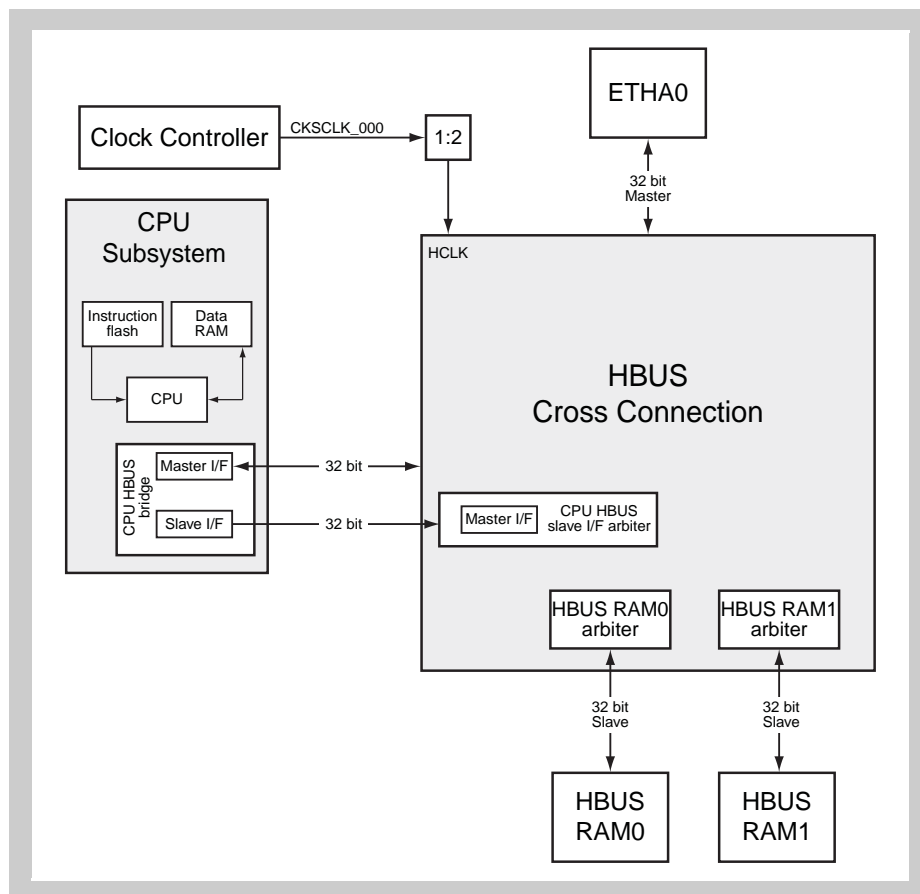 ETHA0
Clock Controller
CKSCLK_000
1:2
32 bit
Master
CPU
Subsystem
HCLK
Instruction
flash
Data
RAM
CPU
HBUS
Cross Connection
CPU HBUS
bridge
Master I/F
32 bit
Slave I/F
32 bit
Master I/F
CPU HBUS
slave I/F arbiter
HBUS RAM0
arbiter
HBUS RAM1
arbiter
32 bit
Slave
32 bit
Slave
HBUS
RAM0
HBUS
RAM1